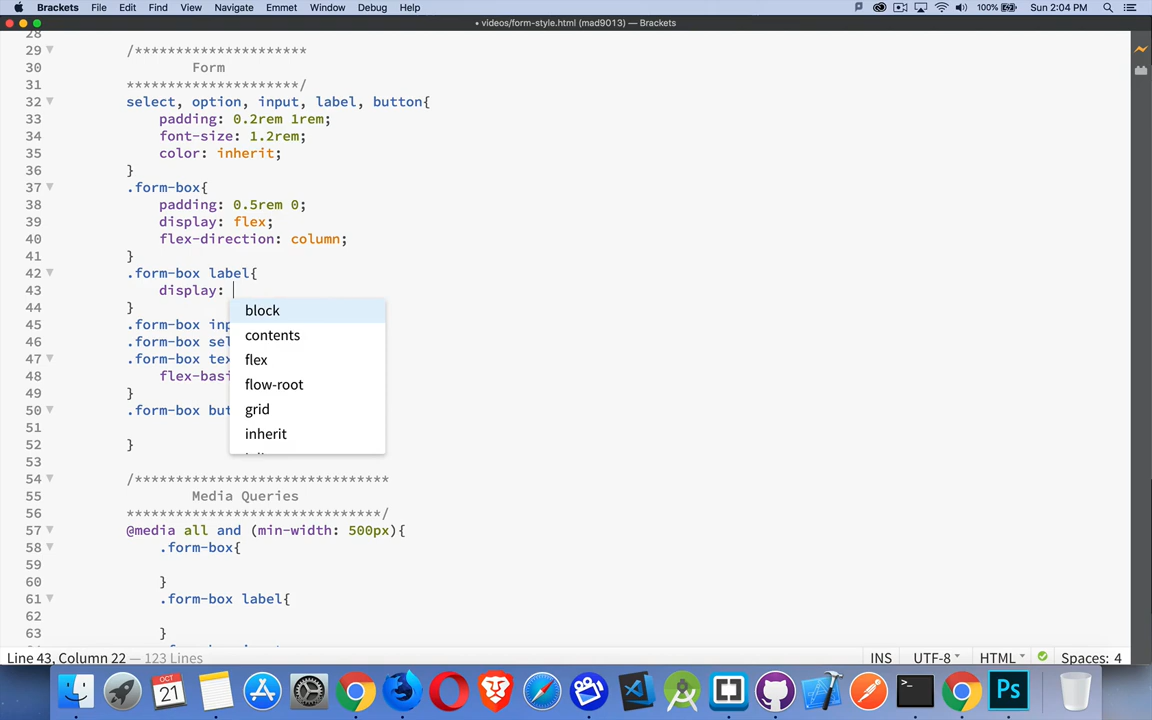 Brackets File Edit Find View Navigate Emmet Window Debug Help 100% Sun 2:04 PM
• videos/form-style.html (mad9013) — Brackets
28
29 /*********************
30 Form
31 *********************/
32 select, option, input, label, button{
33 padding: 0.2rem 1rem;
34 font-size: 1.2rem;
35 color: inherit;
36 }
37 .form-box{
38 padding: 0.5rem 0;
39 display: flex;
40 flex-direction: column;
41 }
42 .form-box label{
43 display:
block
44 }
contents
45 .form-box inp
46 .form-box sel
flex
47 .form-box tex
48 flex-basi
flow-root
49 }
grid
50 .form-box but
51
inherit
52 }
53
54 /*******************************
55 Media Queries
56 *******************************/
57 @media all and (min-width: 500px){
58 .form-box{
59
60 }
61 .form-box label{
62
63 }
Line 43, Column 22 — 123 Lines INS UTF-8 HTML Spaces: 4
OCT
21